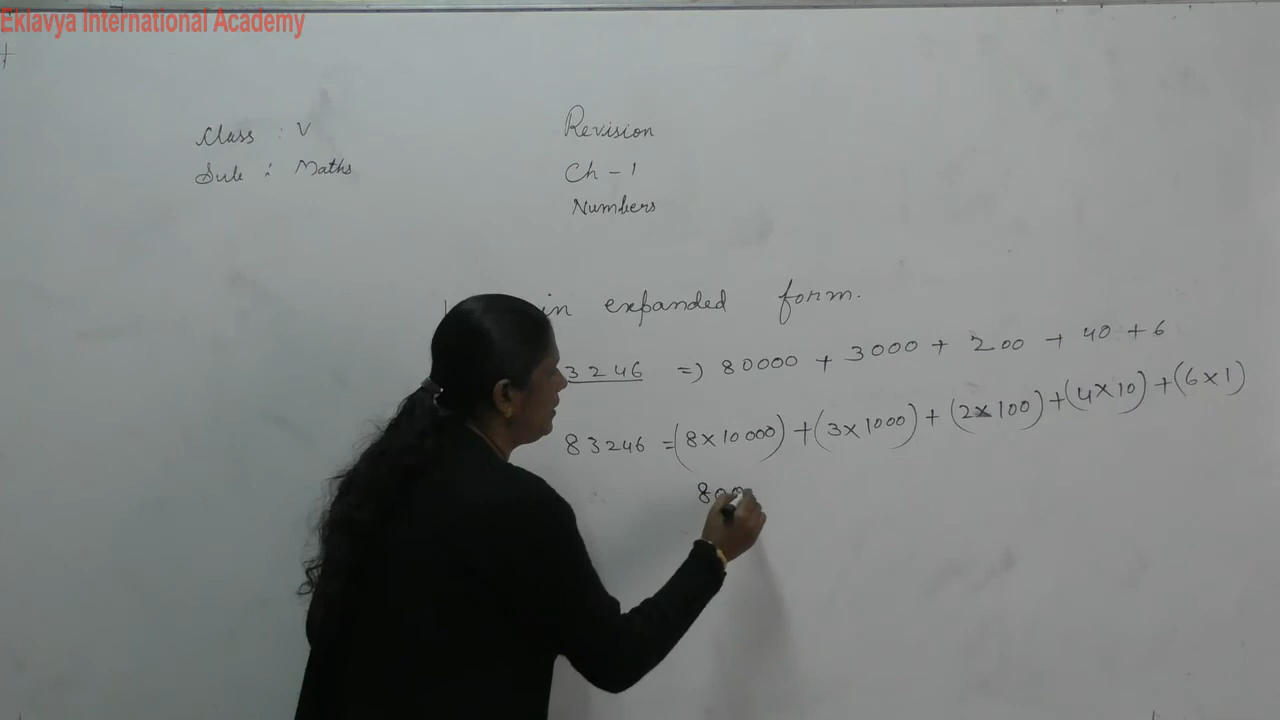 Eklavya International Academy
Class : V
Sub : Maths
Revision
Ch - 1
Numbers
in expanded form.
3246 => 80000 + 3000 + 200 + 40 + 6
83246 = (8×10000) + (3×1000) + (2×100) + (4×10) + (6×1)
800